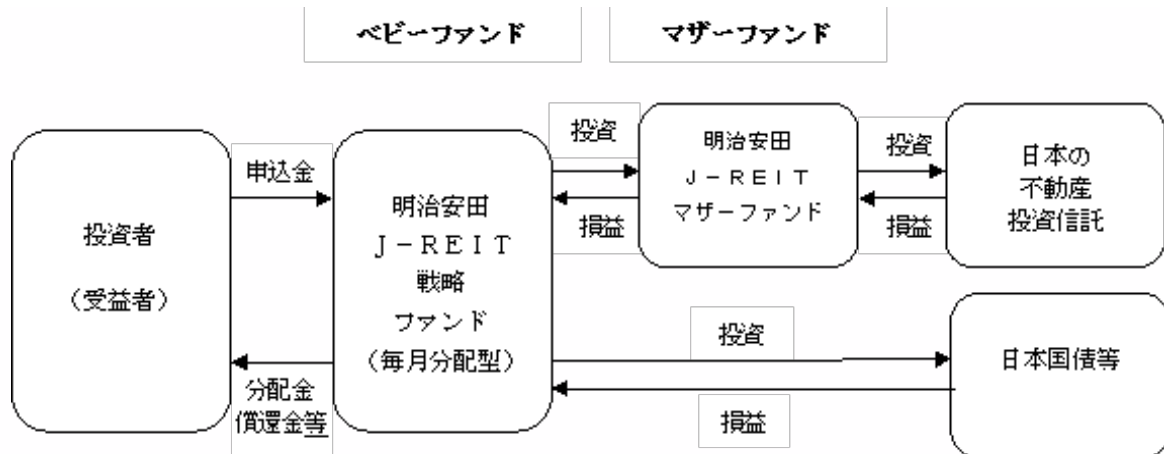 ベビーファンド
マザーファンド
投資者
（受益者）
申込金
分配金
償還金等
明治安田
Ｊ－ＲＥＩＴ
戦略
ファンド
（毎月分配型）
投資
損益
明治安田
Ｊ－ＲＥＩＴ
マザーファンド
投資
損益
日本の
不動産
投資信託
投資
損益
日本国債等